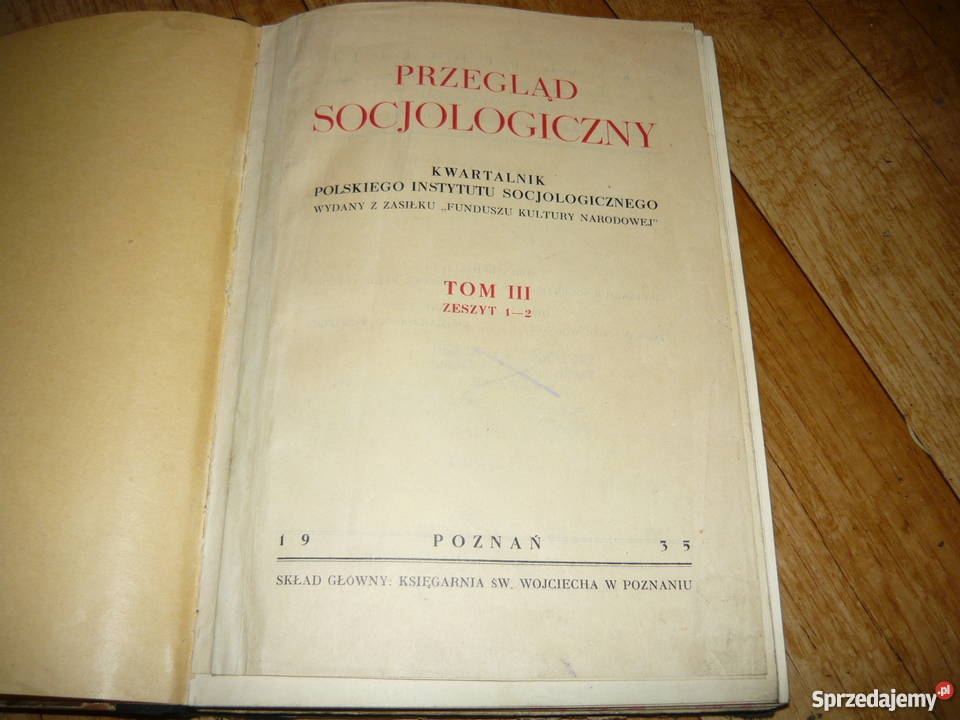 PRZEGLĄD
SOCJOLOGICZNY
KWARTALNIK
POLSKIEGO INSTYTUTU SOCJOLOGICZNEGO
WYDANY Z ZASIŁKU „FUNDUSZU KULTURY NARODOWEJ”
TOM III
ZESZYT 1—2
19 POZNAŃ 35
SKŁAD GŁÓWNY: KSIĘGARNIA ŚW. WOJCIECHA W POZNANIU
Sprzedajemy.pl